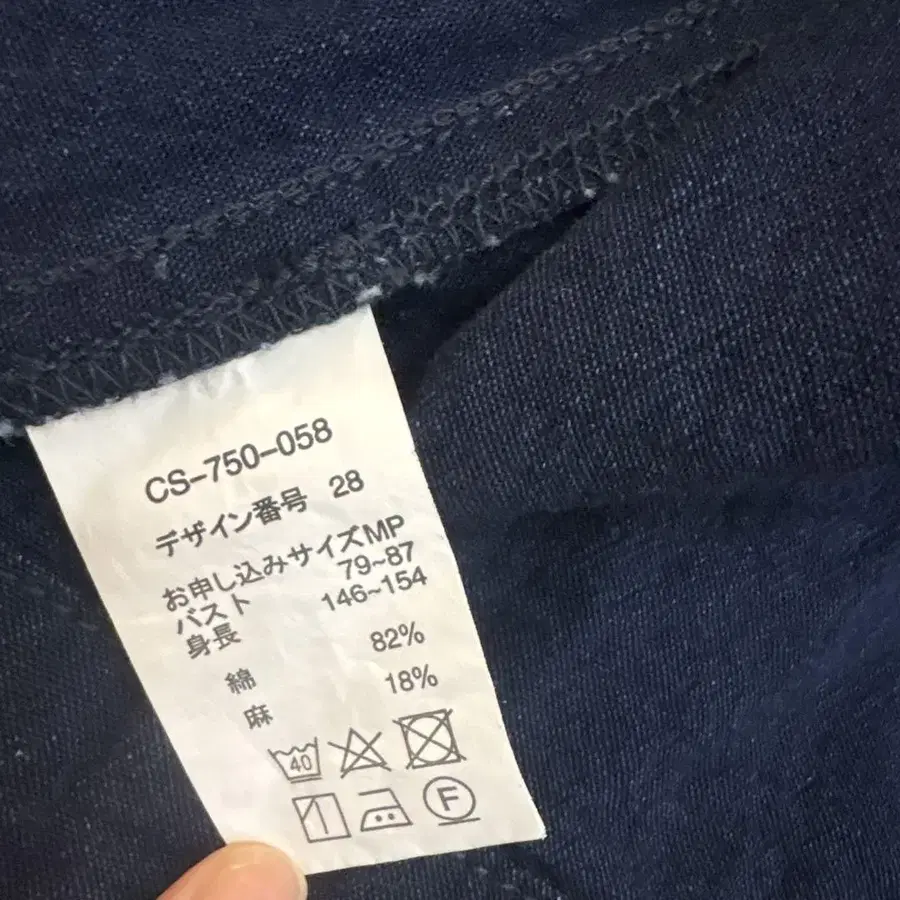 CS-750-058
デザイン番号 28
お申し込みサイズMP
バスト 79~87
身長 146~154
綿 82%
麻 18%
40
F